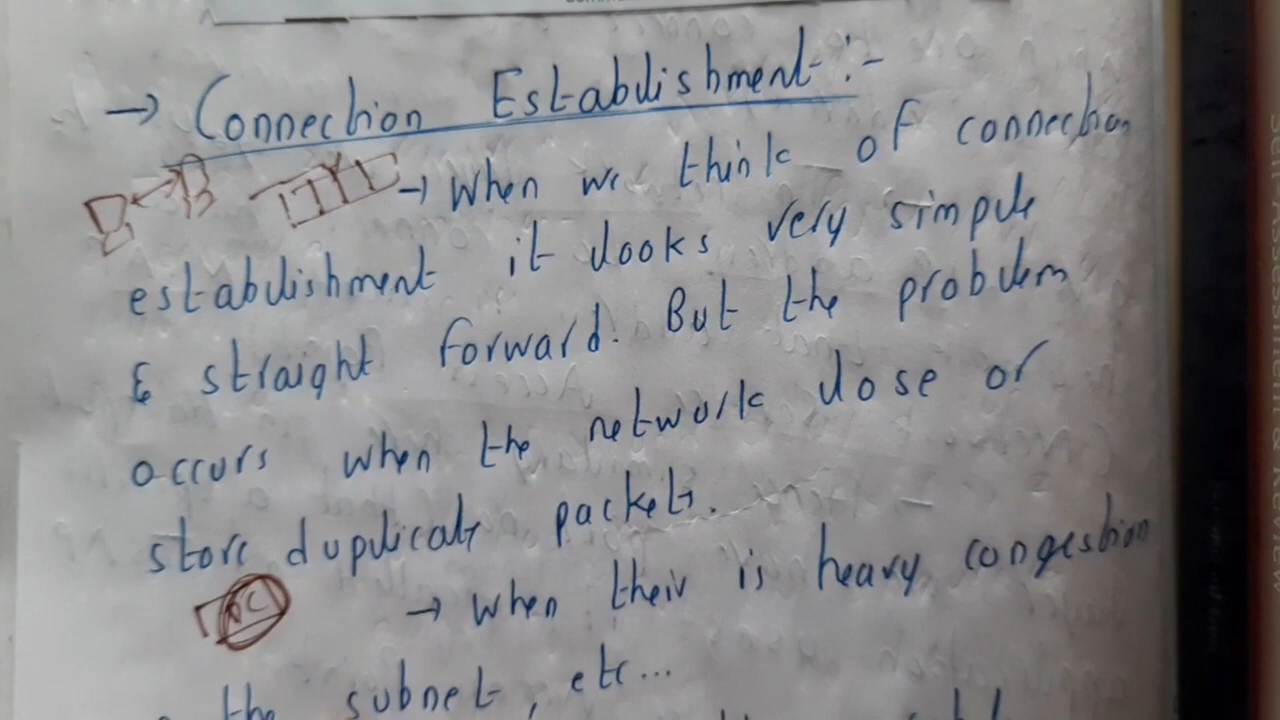 → Connection Establishment :-
→ When we think of connection
establishment it looks very simple
& straight forward. But the problem
occurs when the network lose or
store duplicate packets.
→ When their is heavy congestion
the subnet, etc...